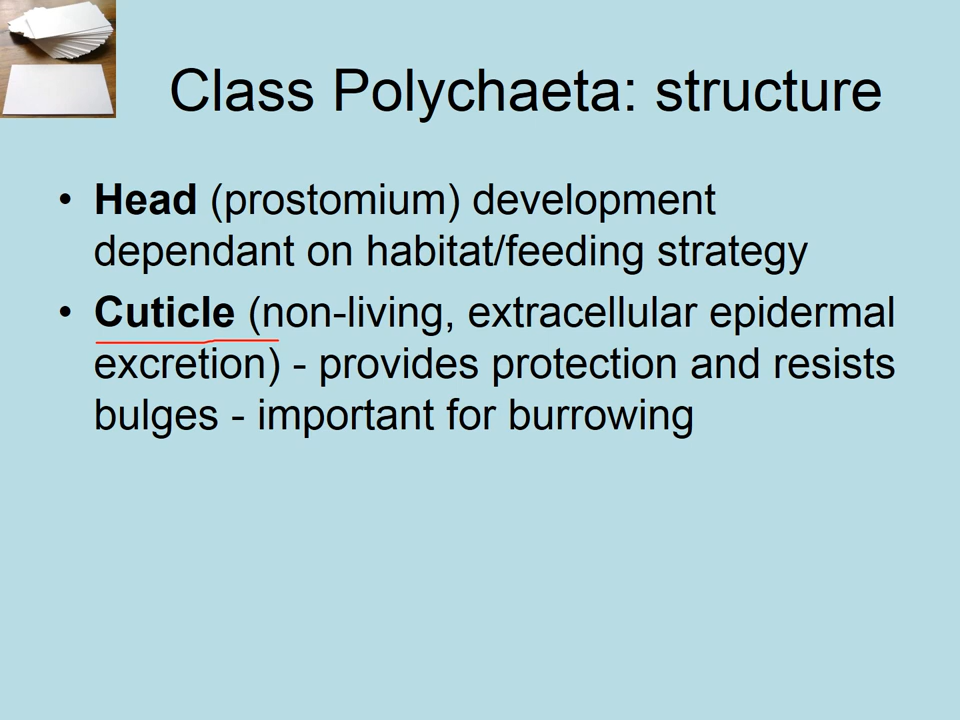 Class Polychaeta: structure
• Head (prostomium) development
dependant on habitat/feeding strategy
• Cuticle (non-living, extracellular epidermal
excretion) - provides protection and resists
bulges - important for burrowing